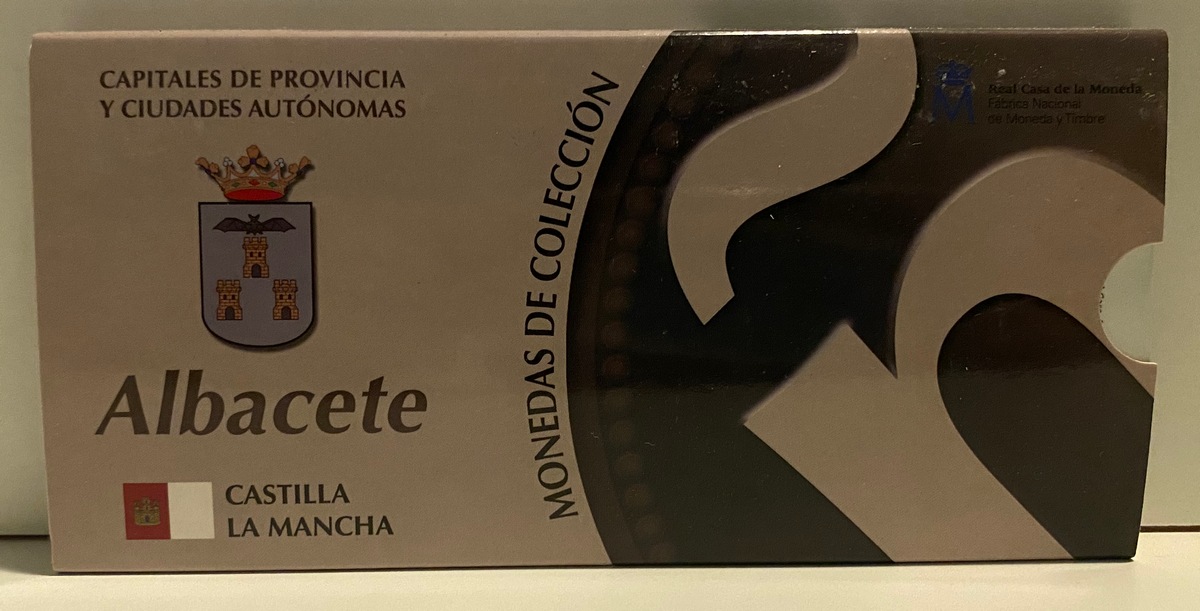 CAPITALES DE PROVINCIA
Y CIUDADES AUTÓNOMAS
Albacete
CASTILLA
LA MANCHA
MONEDAS DE COLECCIÓN
M
Real Casa de la Moneda
Fábrica Nacional
de Moneda y Timbre